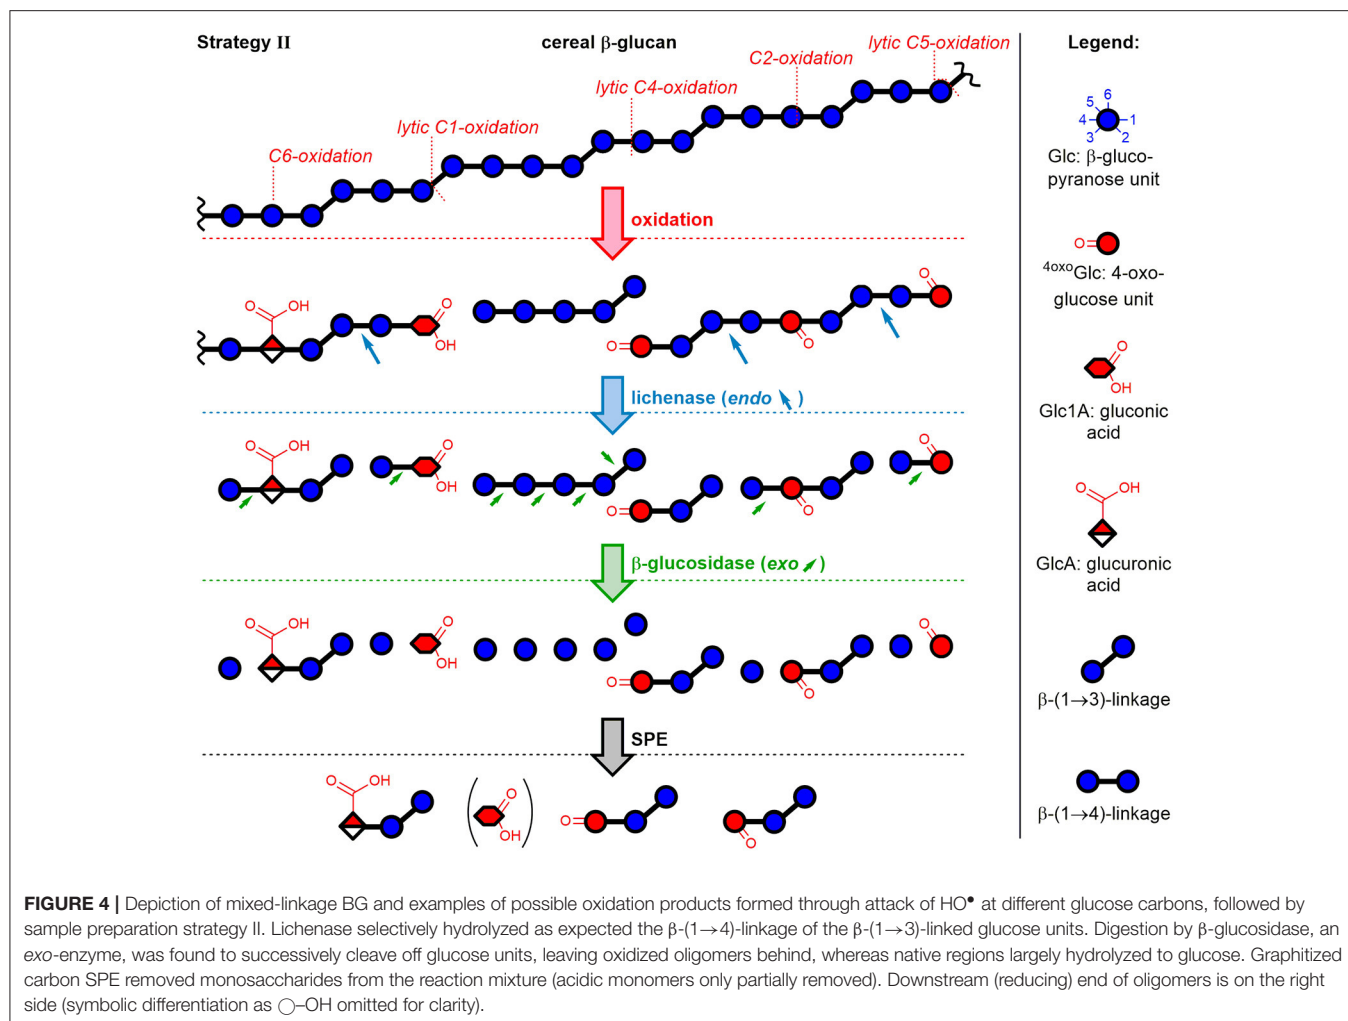 Strategy II
cereal β-glucan
lytic C5-oxidation
C2-oxidation
lytic C4-oxidation
lytic C1-oxidation
C6-oxidation
oxidation
O
OH
O
OH
O
O
O
lichenase (endo )
O
OH
O
OH
O
O
O
β-glucosidase (exo )
O
OH
O
OH
O
O
O
SPE
O
OH
O
OH
O
O
Legend:
6
5
4
1
3
2
Glc: β-gluco-
pyranose unit
O
4oxoGlc: 4-oxo-
glucose unit
O
OH
Glc1A: gluconic
acid
O
OH
GlcA: glucuronic
acid
β-(1→3)-linkage
β-(1→4)-linkage
FIGURE 4 | Depiction of mixed-linkage BG and examples of possible oxidation products formed through attack of HO• at different glucose carbons, followed by
sample preparation strategy II. Lichenase selectively hydrolyzed as expected the β-(1→4)-linkage of the β-(1→3)-linked glucose units. Digestion by β-glucosidase, an
exo-enzyme, was found to successively cleave off glucose units, leaving oxidized oligomers behind, whereas native regions largely hydrolyzed to glucose. Graphitized
carbon SPE removed monosaccharides from the reaction mixture (acidic monomers only partially removed). Downstream (reducing) end of oligomers is on the right
side (symbolic differentiation as ◯–OH omitted for clarity).